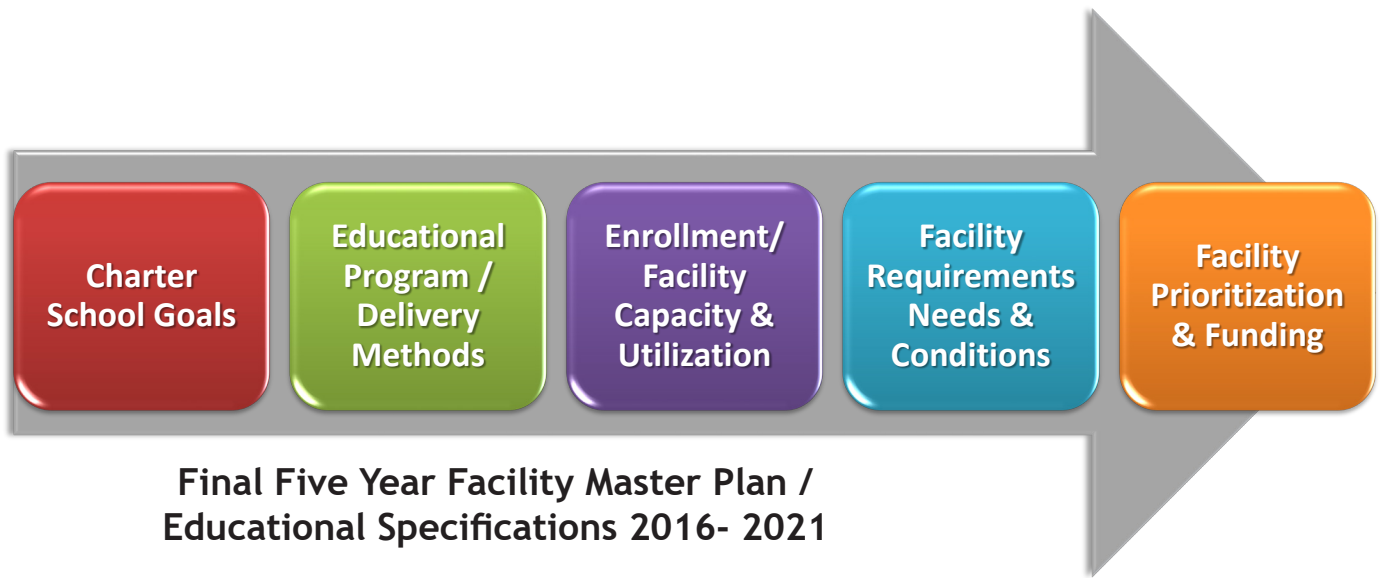 Charter
School Goals
Educational
Program /
Delivery
Methods
Enrollment/
Facility
Capacity &
Utilization
Facility
Requirements
Needs &
Conditions
Facility
Prioritization
& Funding
Final Five Year Facility Master Plan /
Educational Specifications 2016- 2021